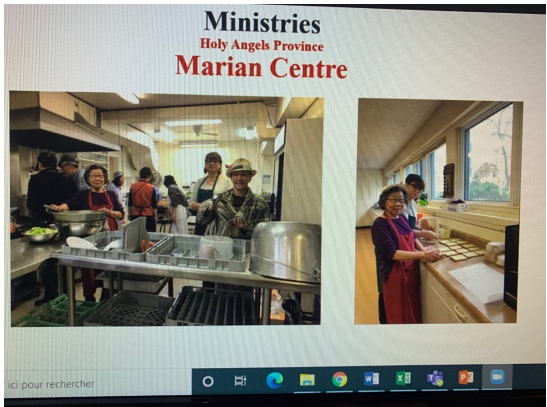 Ministries
Holy Angels Province
Marian Centre
ici pour rechercher